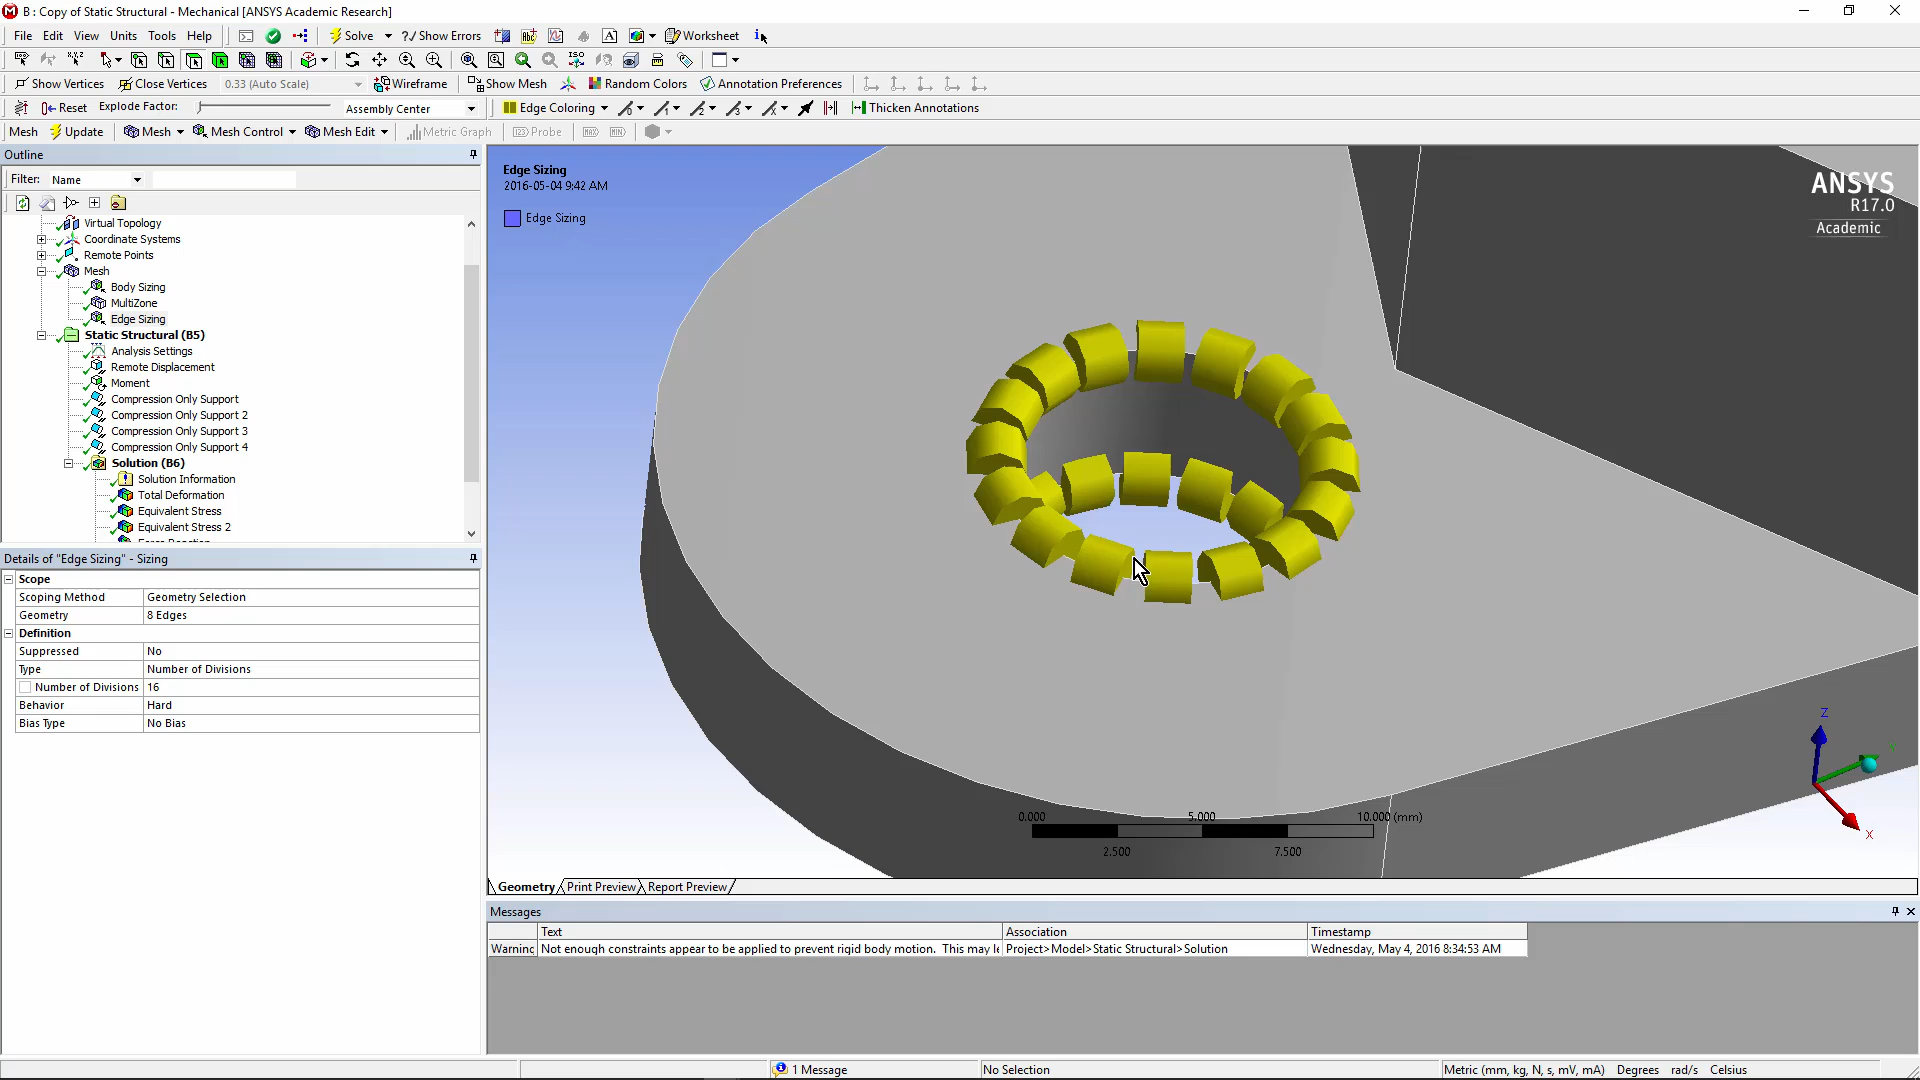 B : Copy of Static Structural - Mechanical [ANSYS Academic Research]
File Edit View Units Tools Help Solve ?/ Show Errors Worksheet
Show Vertices Close Vertices 0.33 (Auto Scale) Wireframe Show Mesh Random Colors Annotation Preferences
Reset Explode Factor: Assembly Center Edge Coloring Thicken Annotations
Mesh Update Mesh Mesh Control Mesh Edit Metric Graph Probe
Outline
Filter: Name
Virtual Topology
Coordinate Systems
Remote Points
Mesh
Body Sizing
MultiZone
Edge Sizing
Static Structural (B5)
Analysis Settings
Remote Displacement
Moment
Compression Only Support
Compression Only Support 2
Compression Only Support 3
Compression Only Support 4
Solution (B6)
Solution Information
Total Deformation
Equivalent Stress
Equivalent Stress 2
Details of "Edge Sizing" - Sizing
Scope
Scoping Method Geometry Selection
Geometry 8 Edges
Definition
Suppressed No
Type Number of Divisions
Number of Divisions 16
Behavior Hard
Bias Type No Bias
Edge Sizing
2016-05-04 9:42 AM
Edge Sizing
ANSYS
R17.0
Academic
Z
X
0.000 5.000 10.000 (mm)
2.500 7.500
Geometry Print Preview Report Preview
Messages
Text Association Timestamp
Warning Not enough constraints appear to be applied to prevent rigid body motion. This may le Project>Model>Static Structural>Solution Wednesday, May 4, 2016 8:34:53 AM
1 Message No Selection Metric (mm, kg, N, s, mV, mA) Degrees rad/s Celsius